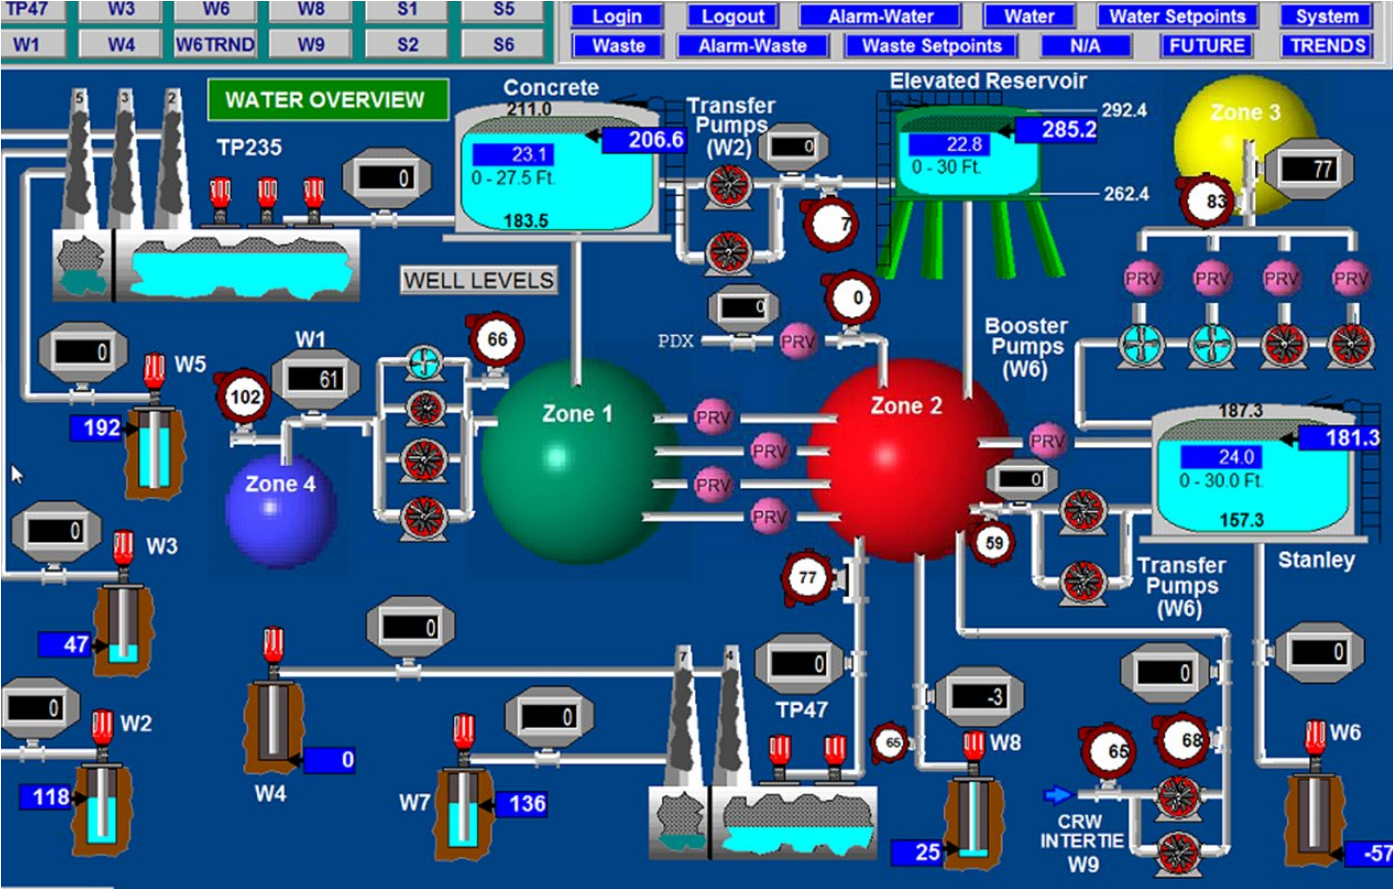 TP47 W3 W6 W8 S1 S5
W1 W4 W6TRND W9 S2 S6
Login Logout Alarm-Water Water Water Setpoints System
Waste Alarm-Waste Waste Setpoints N/A FUTURE TRENDS
WATER OVERVIEW
5 3 2
TP235
0
Concrete
211.0
206.6
23.1
0 - 27.5 Ft.
183.5
Transfer
Pumps
(W2)
0
7
Elevated Reservoir
292.4
285.2
22.8
0 - 30 Ft.
262.4
Zone 3
77
83
PRV PRV PRV PRV
WELL LEVELS
0
0
PDX PRV
Booster
Pumps
(W6)
0
W5
192
W1
61
102
66
Zone 4
Zone 1
Zone 2
PRV
PRV
PRV
PRV
PRV
187.3
181.3
24.0
0 - 30.0 Ft.
157.3
Stanley
0
59
Transfer
Pumps
(W6)
0
W3
47
0
W2
118
0
W4
0
0
W7
136
7 4
77
0
TP47
65
-3
W8
25
0
65
68
CRW
INTERTIE
W9
0
W6
-57